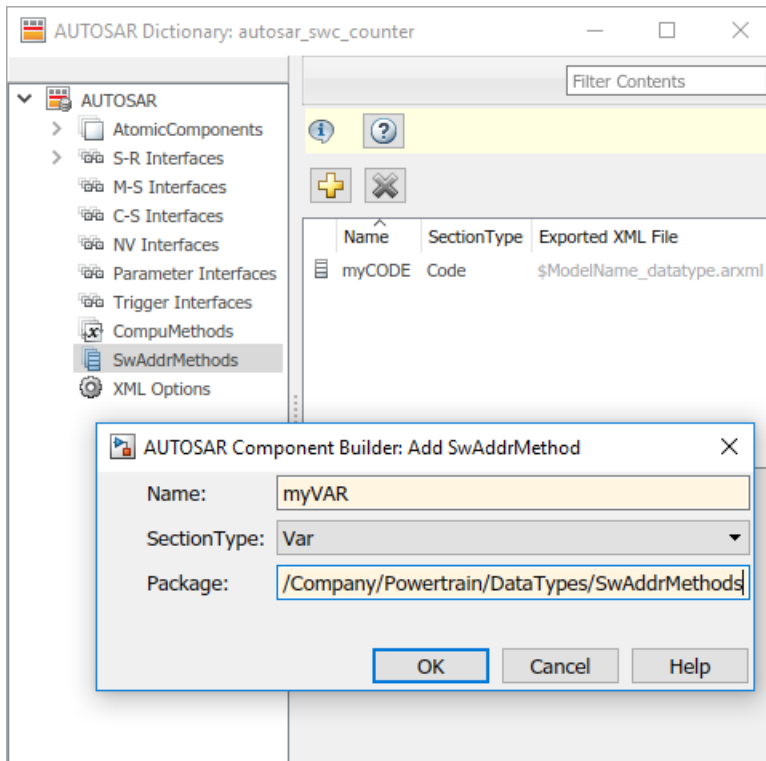 AUTOSAR Dictionary: autosar_swc_counter
Filter Contents
AUTOSAR
AtomicComponents
S-R Interfaces
M-S Interfaces
C-S Interfaces
NV Interfaces
Parameter Interfaces
Trigger Interfaces
CompuMethods
SwAddrMethods
XML Options
Name SectionType Exported XML File
myCODE Code $ModelName_datatype.arxml
AUTOSAR Component Builder: Add SwAddrMethod
Name: myVAR
SectionType: Var
Package: /Company/Powertrain/DataTypes/SwAddrMethods
OK Cancel Help